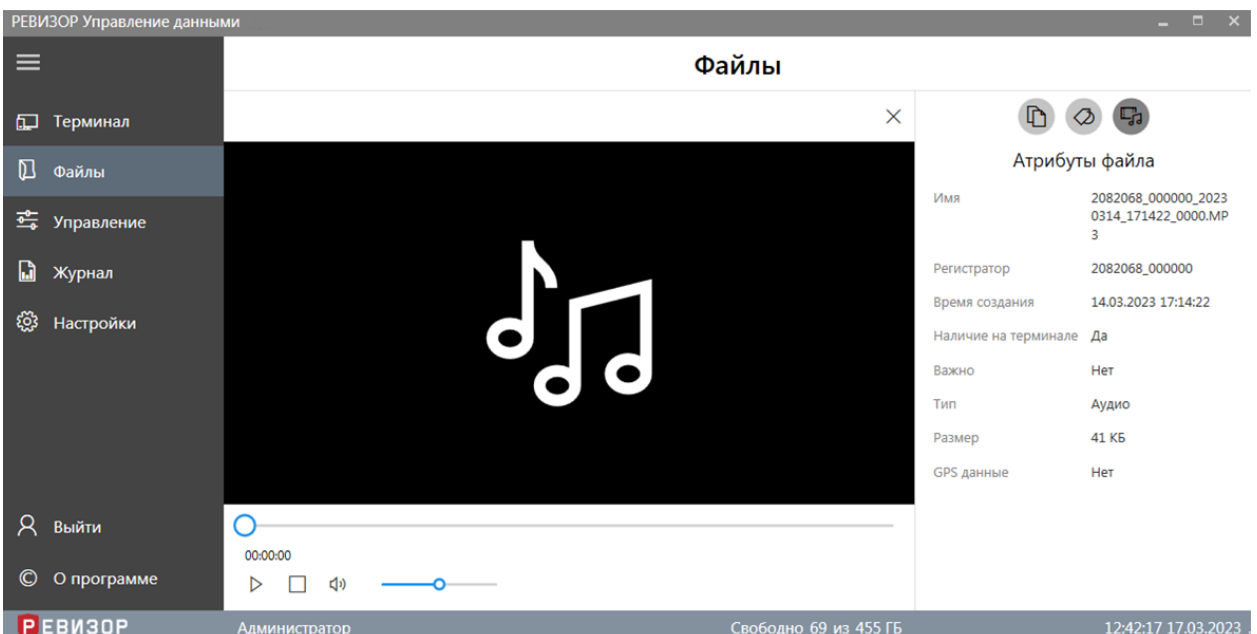 РЕВИЗОР Управление данными
Файлы
Терминал
Файлы
Управление
Журнал
Настройки
Выйти
© О программе
00:00:00
Атрибуты файла
Имя 2082068_000000_2023
0314_171422_0000.MP
3
Регистратор 2082068_000000
Время создания 14.03.2023 17:14:22
Наличие на терминале Да
Важно Нет
Тип Аудио
Размер 41 КБ
GPS данные Нет
РЕВИЗОР Администратор Свободно 69 из 455 ГБ 12:42:17 17.03.2023